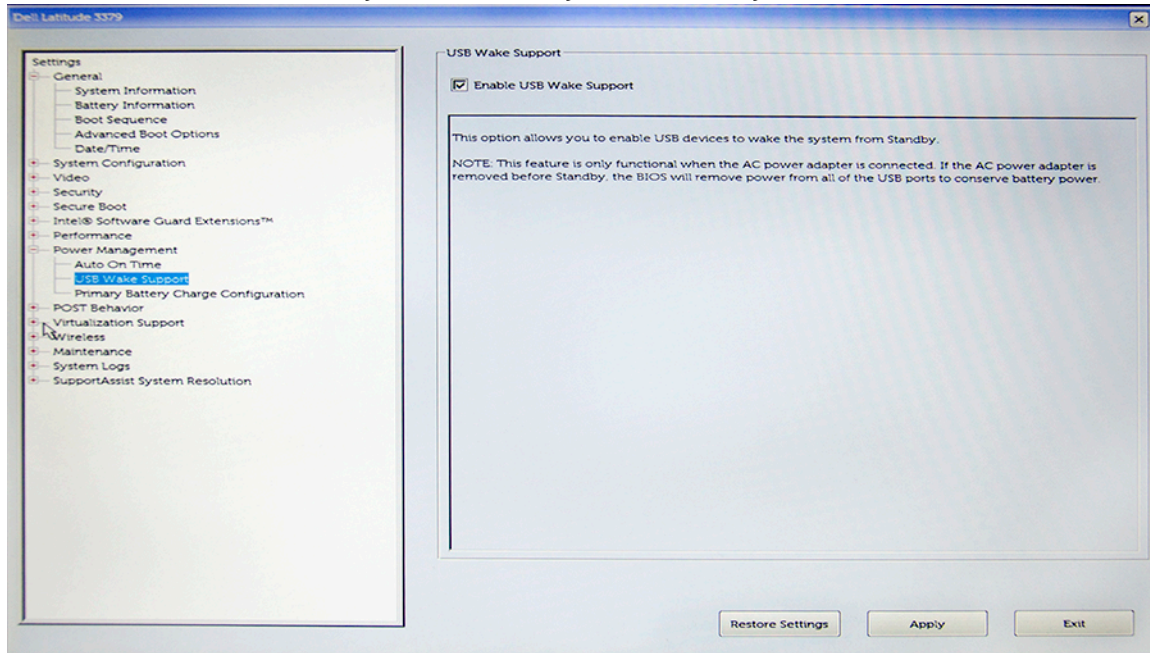 Dell Latitude 3379
Settings
General
System Information
Battery Information
Boot Sequence
Advanced Boot Options
Date/Time
System Configuration
Video
Security
Secure Boot
Intel® Software Guard Extensions™
Performance
Power Management
Auto On Time
USB Wake Support
Primary Battery Charge Configuration
POST Behavior
Virtualization Support
Wireless
Maintenance
System Logs
SupportAssist System Resolution
USB Wake Support
Enable USB Wake Support
This option allows you to enable USB devices to wake the system from Standby.
NOTE: This feature is only functional when the AC power adapter is connected. If the AC power adapter is
removed before Standby, the BIOS will remove power from all of the USB ports to conserve battery power.
Restore Settings
Apply
Exit